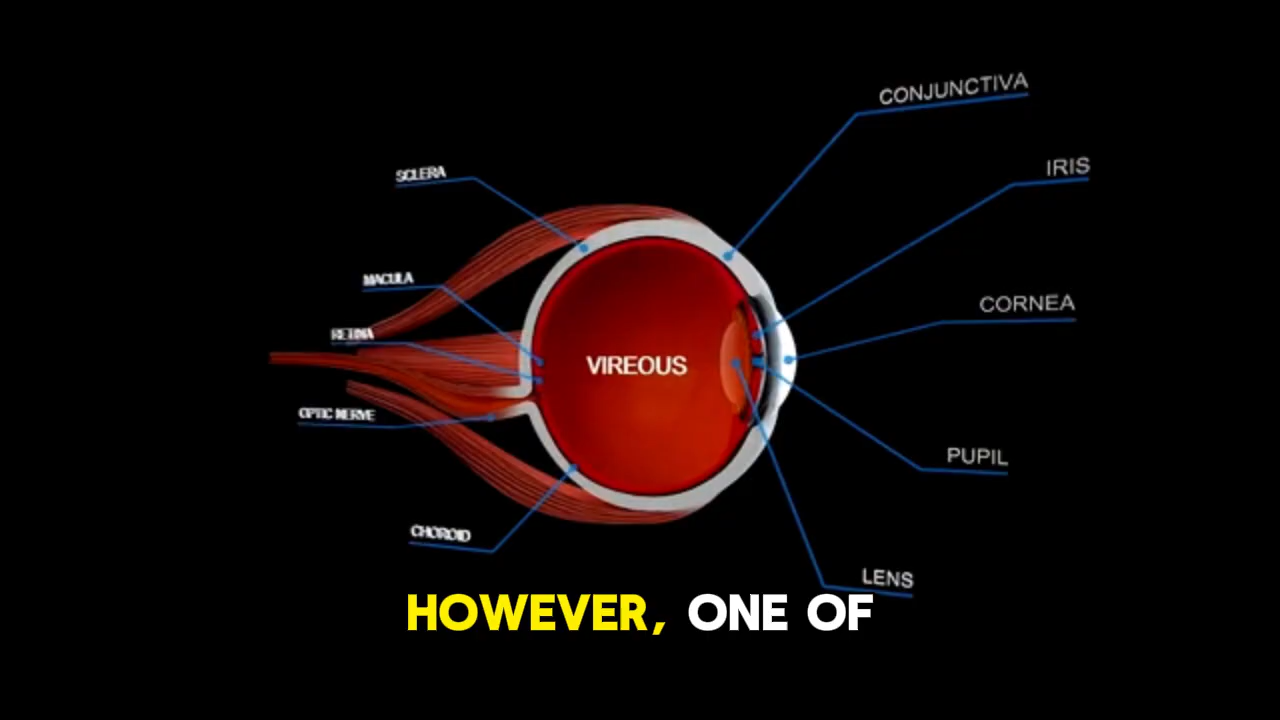 CONJUNCTIVA
IRIS
SCLERA
MACULA
CORNEA
RETINA
VIREOUS
OPTIC NERVE
PUPIL
CHOROID
LENS
HOWEVER, ONE OF